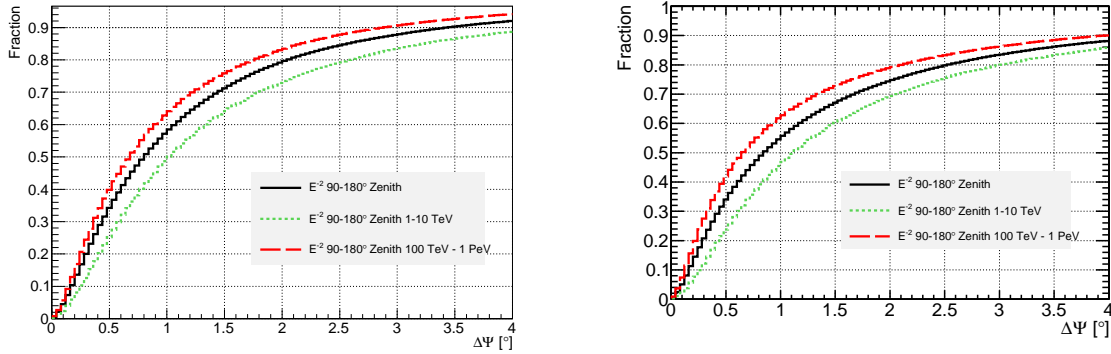 Fraction
0.9
0.8
0.7
0.6
0.5
0.4
0.3
0.2
0.1
0
0 0.5 1 1.5 2 2.5 3 3.5 4
ΔΨ [°]
E⁻² 90-180° Zenith
E⁻² 90-180° Zenith 1-10 TeV
E⁻² 90-180° Zenith 100 TeV - 1 PeV
Fraction
1
0.9
0.8
0.7
0.6
0.5
0.4
0.3
0.2
0.1
0
0 0.5 1 1.5 2 2.5 3 3.5 4
ΔΨ [°]
E⁻² 90-180° Zenith
E⁻² 90-180° Zenith 1-10 TeV
E⁻² 90-180° Zenith 100 TeV - 1 PeV